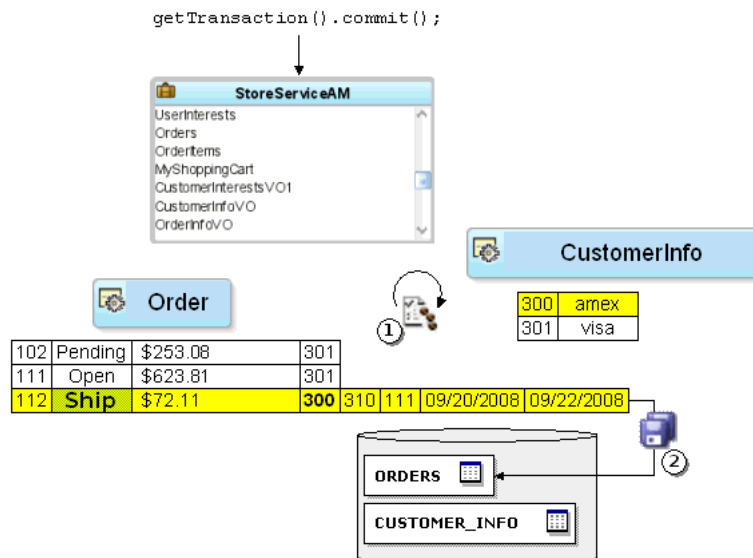 getTransaction().commit();
StoreServiceAM
UserInterests
Orders
OrderItems
MyShoppingCart
CustomerInterestsVO1
CustomerInfoVO
OrderInfoVO
CustomerInfo
Order
300 amex
301 visa
1
102 Pending $253.08 301
111 Open $623.81 301
112 Ship $72.11 300 310 111 09/20/2008 09/22/2008
2
ORDERS
CUSTOMER_INFO